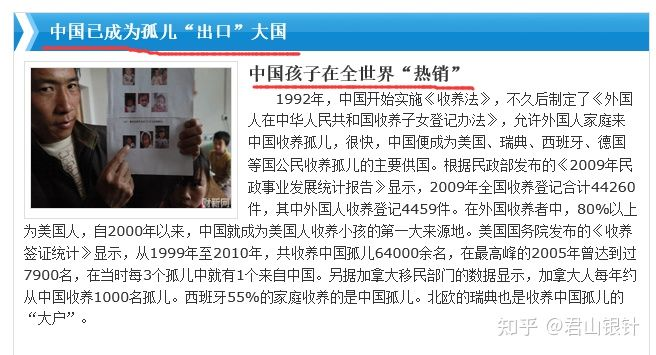 中国已成为孤儿“出口”大国
中国孩子在全世界“热销”
1992年，中国开始实施《收养法》，不久后制定了《外国
人在中华人民共和国收养子女登记办法》，允许外国人家庭来
中国收养孤儿，很快，中国便成为美国、瑞典、西班牙、德国
等国公民收养孤儿的主要供国。根据民政部发布的《2009年民
政事业发展统计报告》显示，2009年全国收养登记合计44260
件，其中外国人收养登记4459件。在外国收养者中，80%以上
为美国人，自2000年以来，中国就成为美国人收养小孩的第一大来源地。美国国务院发布的《收养
签证统计》显示，从1999年至2010年，共收养中国孤儿64000余名，在最高峰的2005年曾达到过
7900名，在当时每3个孤儿中就有1个来自中国。另据加拿大移民部门的数据显示，加拿大人每年约
从中国收养1000名孤儿。西班牙55%的家庭收养的是中国孤儿。北欧的瑞典也是收养中国孤儿的
“大户”。
财新网
知乎 @君山银针